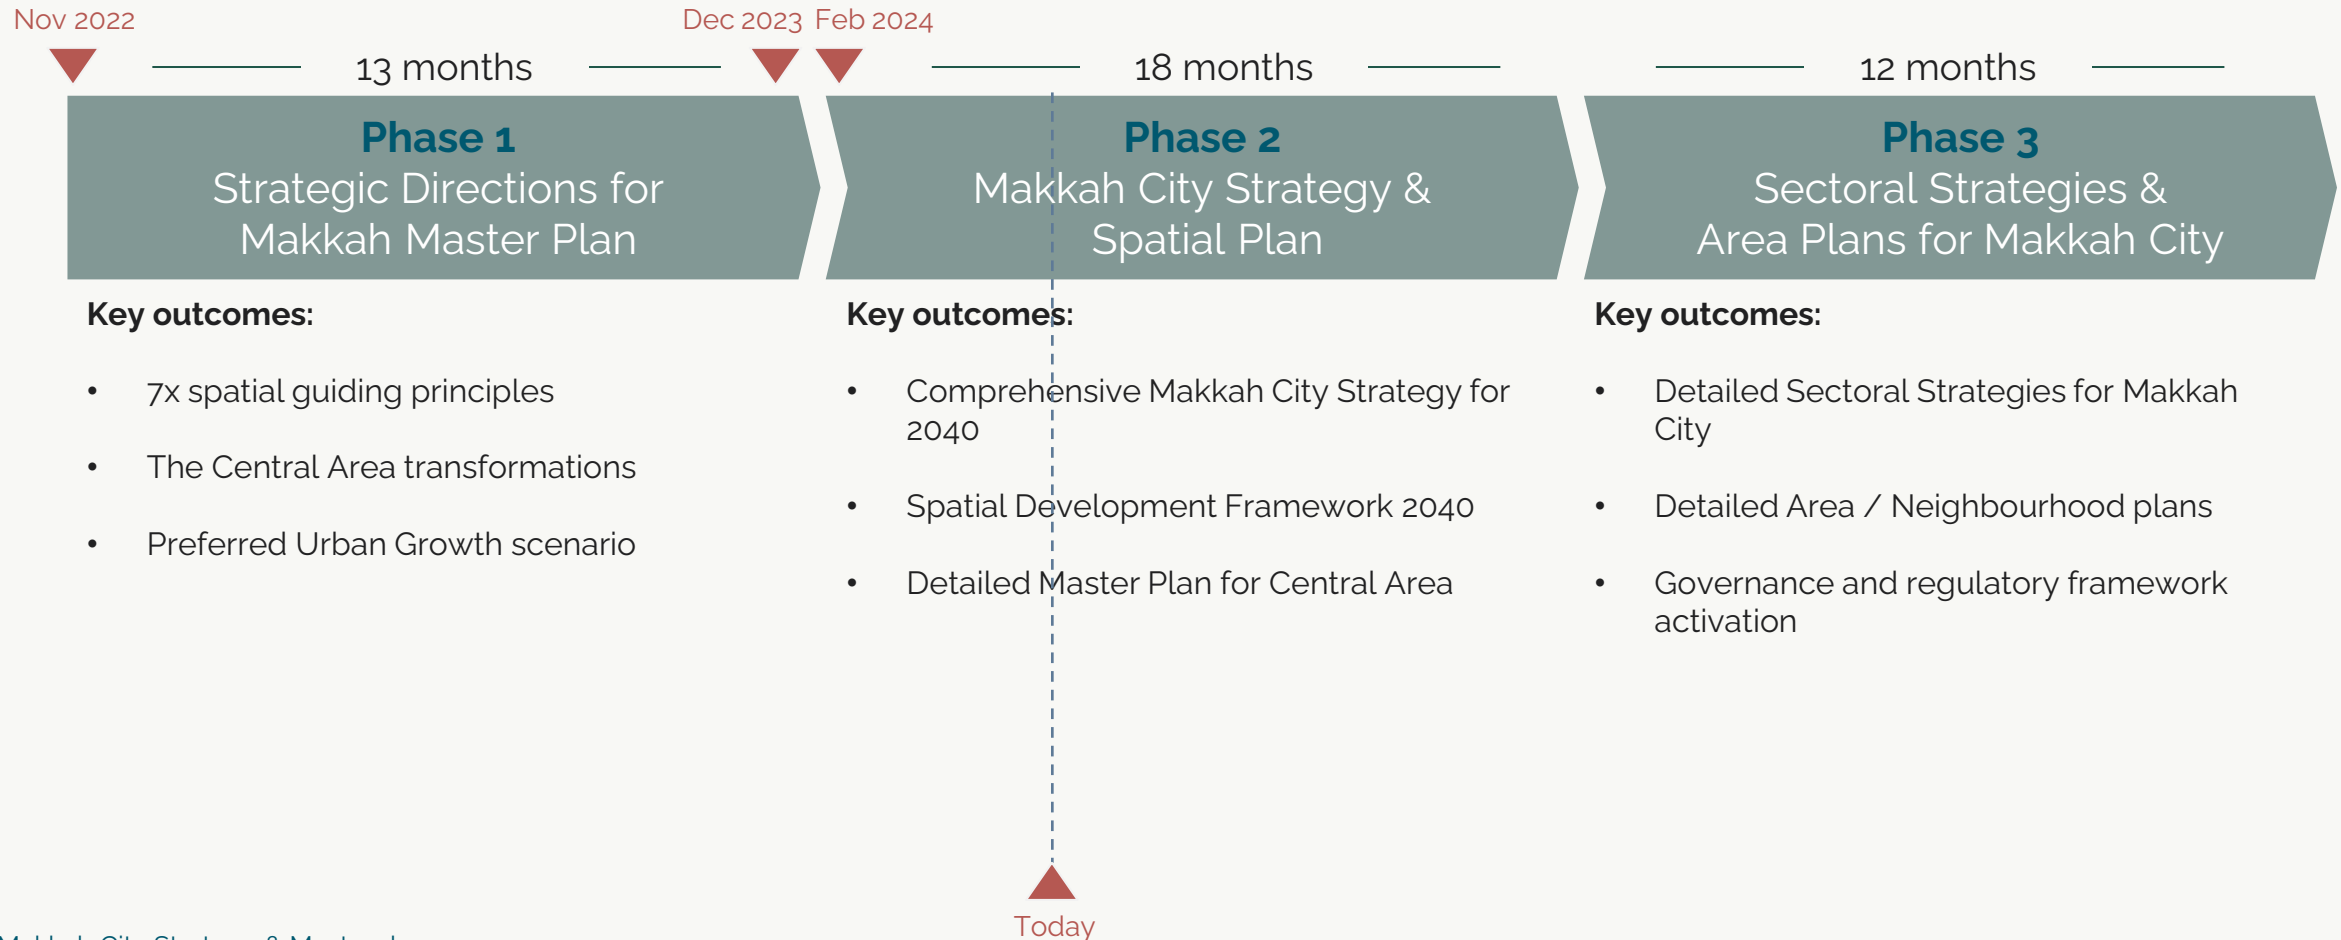 Nov 2022
Dec 2023
Feb 2024
13 months
18 months
12 months
Phase 1
Strategic Directions for
Makkah Master Plan
Phase 2
Makkah City Strategy &
Spatial Plan
Phase 3
Sectoral Strategies &
Area Plans for Makkah City
Key outcomes:
• 7x spatial guiding principles
• The Central Area transformations
• Preferred Urban Growth scenario
Key outcomes:
• Comprehensive Makkah City Strategy for
2040
• Spatial Development Framework 2040
• Detailed Master Plan for Central Area
Key outcomes:
• Detailed Sectoral Strategies for Makkah
City
• Detailed Area / Neighbourhood plans
• Governance and regulatory framework
activation
Today